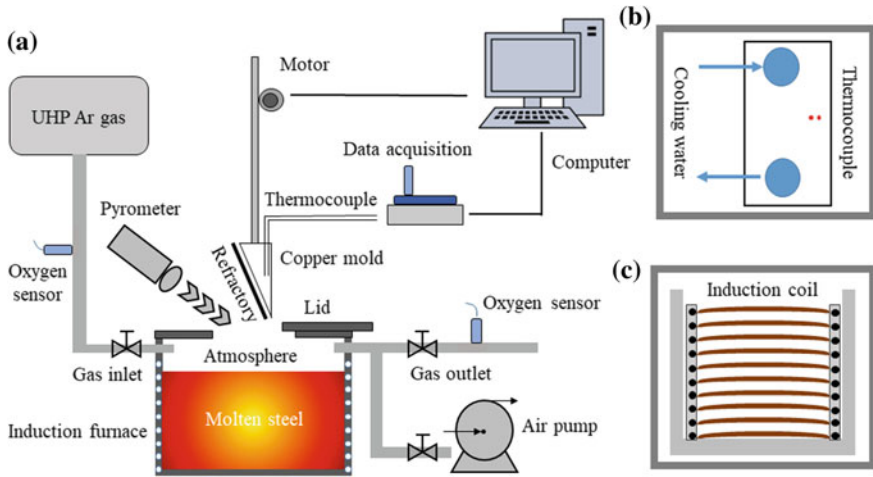 (a)
UHP Ar gas
Motor
Data acquisition
Computer
Thermocouple
Pyrometer
Oxygen
sensor
Refractory
Copper mold
Lid
Oxygen sensor
Gas inlet
Atmosphere
Gas outlet
Induction furnace
Molten steel
Air pump
(b)
Cooling water
Thermocouple
(c)
Induction coil